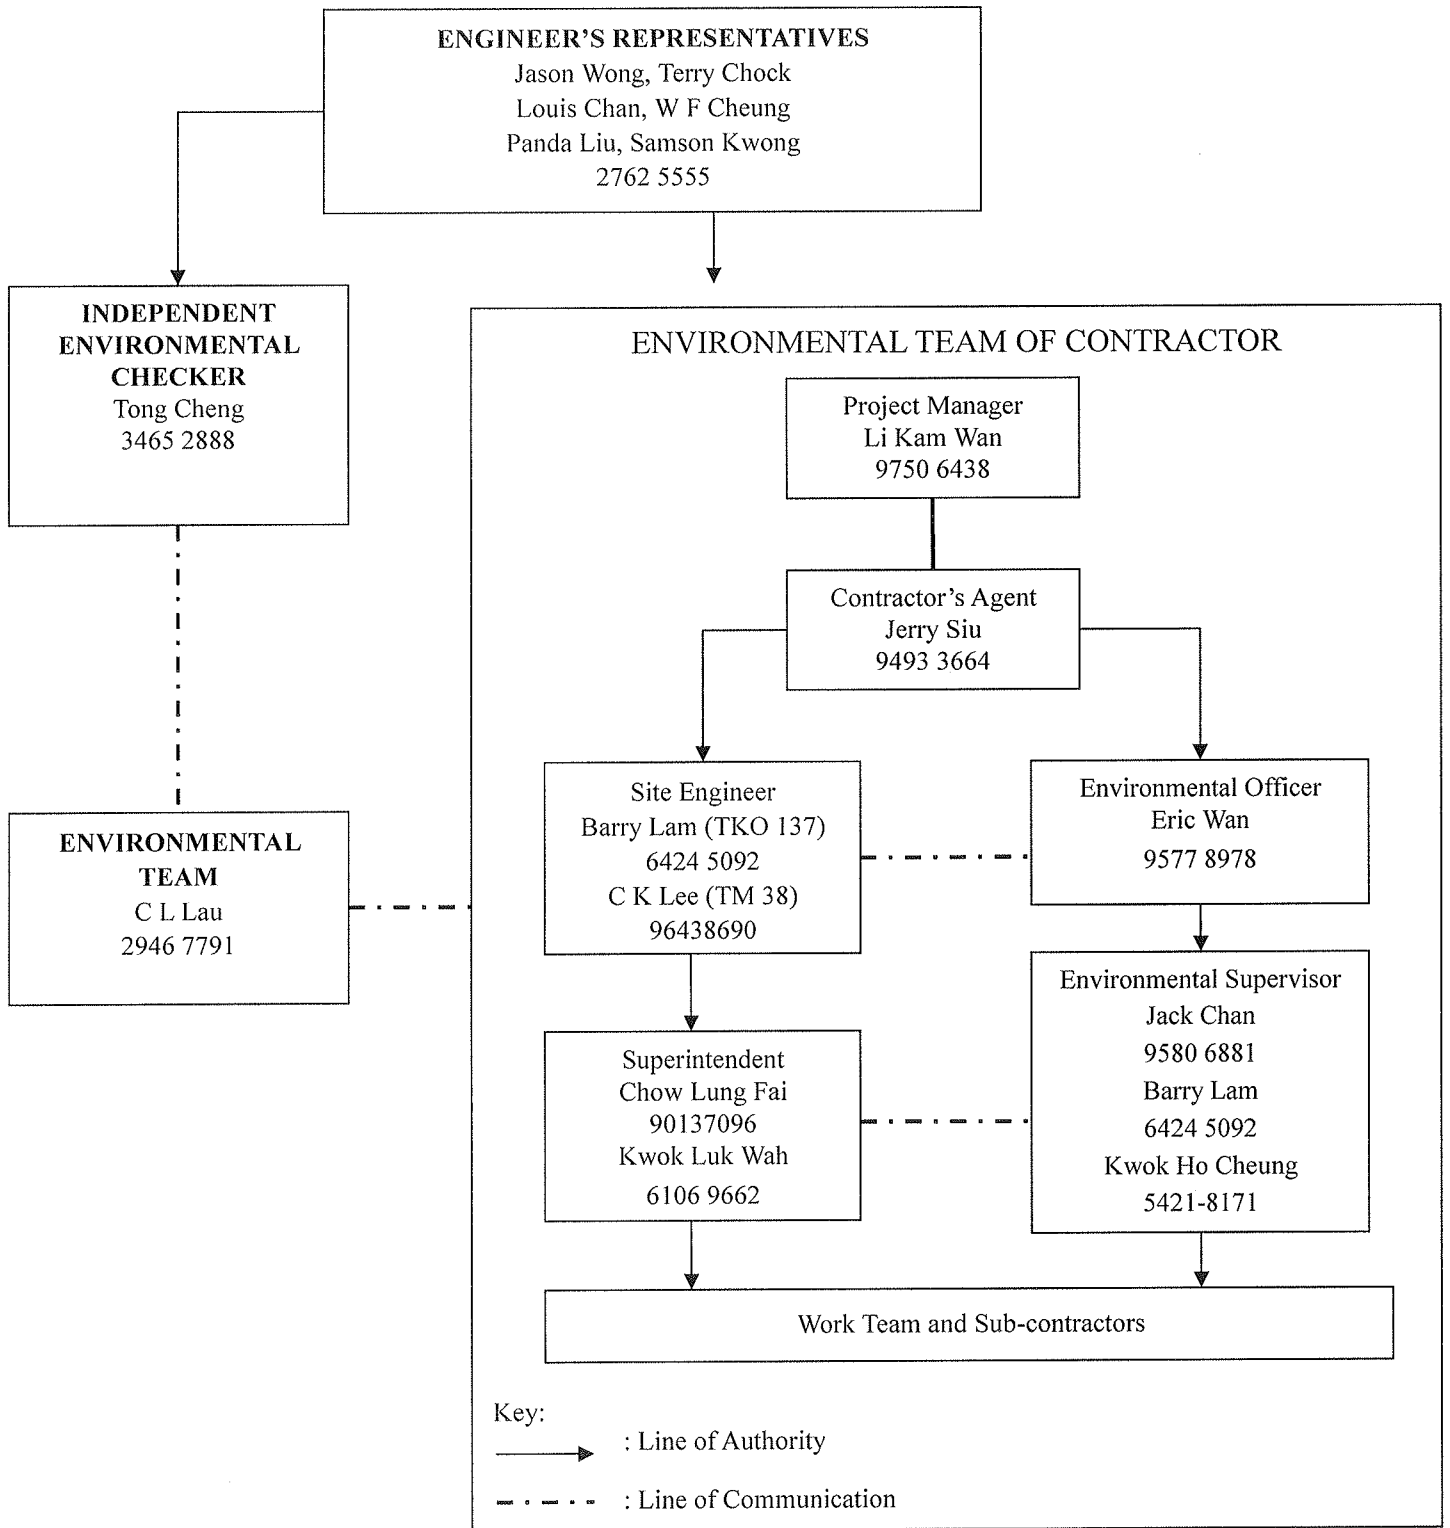 ENGINEER'S REPRESENTATIVES
Jason Wong, Terry Chock
Louis Chan, W F Cheung
Panda Liu, Samson Kwong
2762 5555
INDEPENDENT
ENVIRONMENTAL
CHECKER
Tong Cheng
3465 2888
ENVIRONMENTAL
TEAM
C L Lau
2946 7791
ENVIRONMENTAL TEAM OF CONTRACTOR
Project Manager
Li Kam Wan
9750 6438
Contractor's Agent
Jerry Siu
9493 3664
Site Engineer
Barry Lam (TKO 137)
6424 5092
C K Lee (TM 38)
96438690
Environmental Officer
Eric Wan
9577 8978
Superintendent
Chow Lung Fai
90137096
Kwok Luk Wah
6106 9662
Environmental Supervisor
Jack Chan
9580 6881
Barry Lam
6424 5092
Kwok Ho Cheung
5421-8171
Work Team and Sub-contractors
Key:
: Line of Authority
: Line of Communication